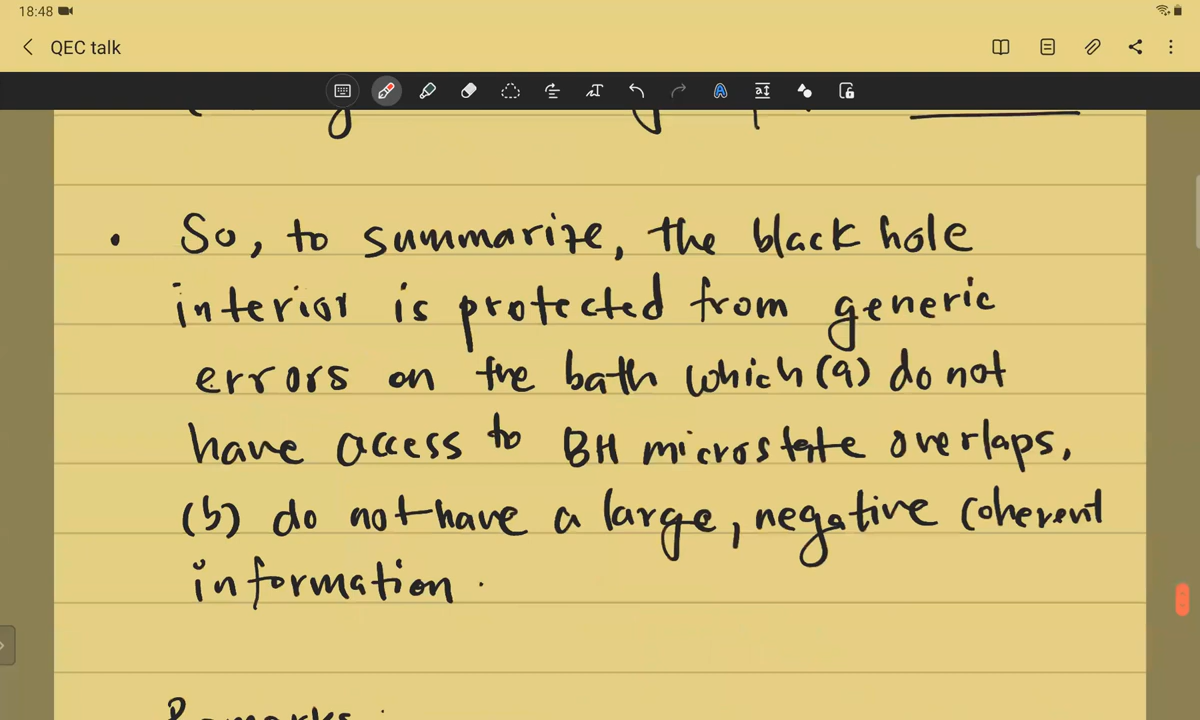 18:48
QEC talk
• So, to summarize, the black hole
interior is protected from generic
errors on the bath which (a) do not
have access to BH microstate overlaps,
(b) do not have a large, negative coherent
information.
Remarks: